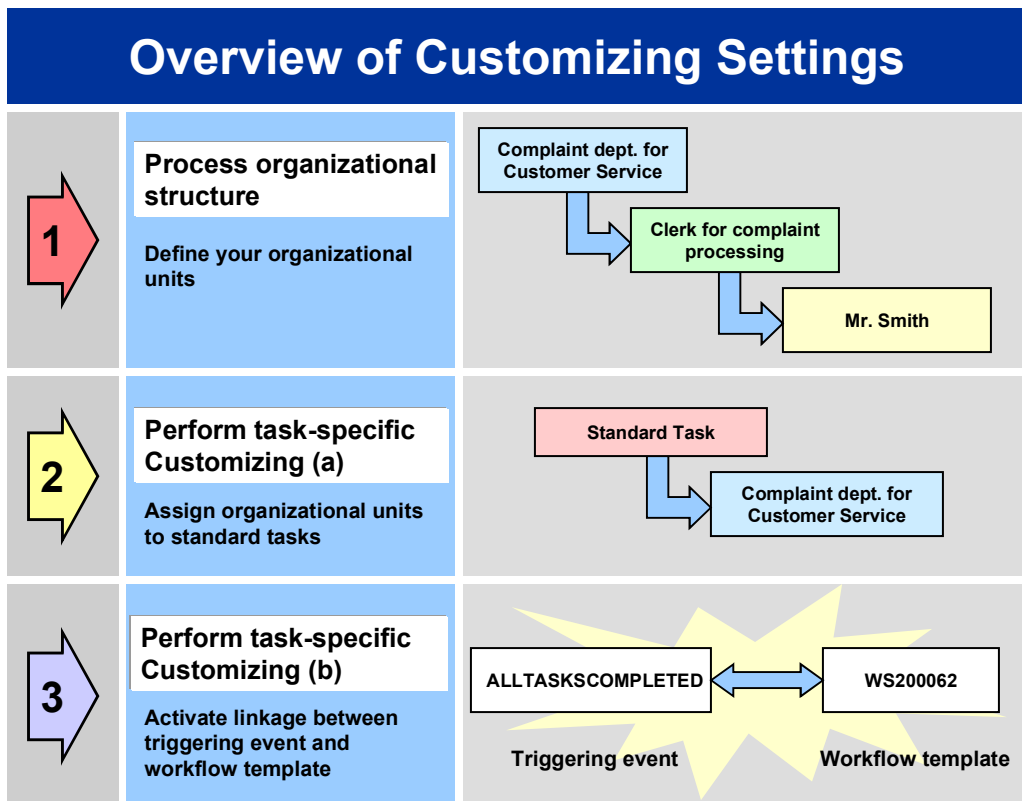 Overview of Customizing Settings
1
Process organizational
structure
Define your organizational
units
Complaint dept. for
Customer Service
Clerk for complaint
processing
Mr. Smith
2
Perform task-specific
Customizing (a)
Assign organizational units
to standard tasks
Standard Task
Complaint dept. for
Customer Service
3
Perform task-specific
Customizing (b)
Activate linkage between
triggering event and
workflow template
ALLTASKSCOMPLETED
WS200062
Triggering event
Workflow template